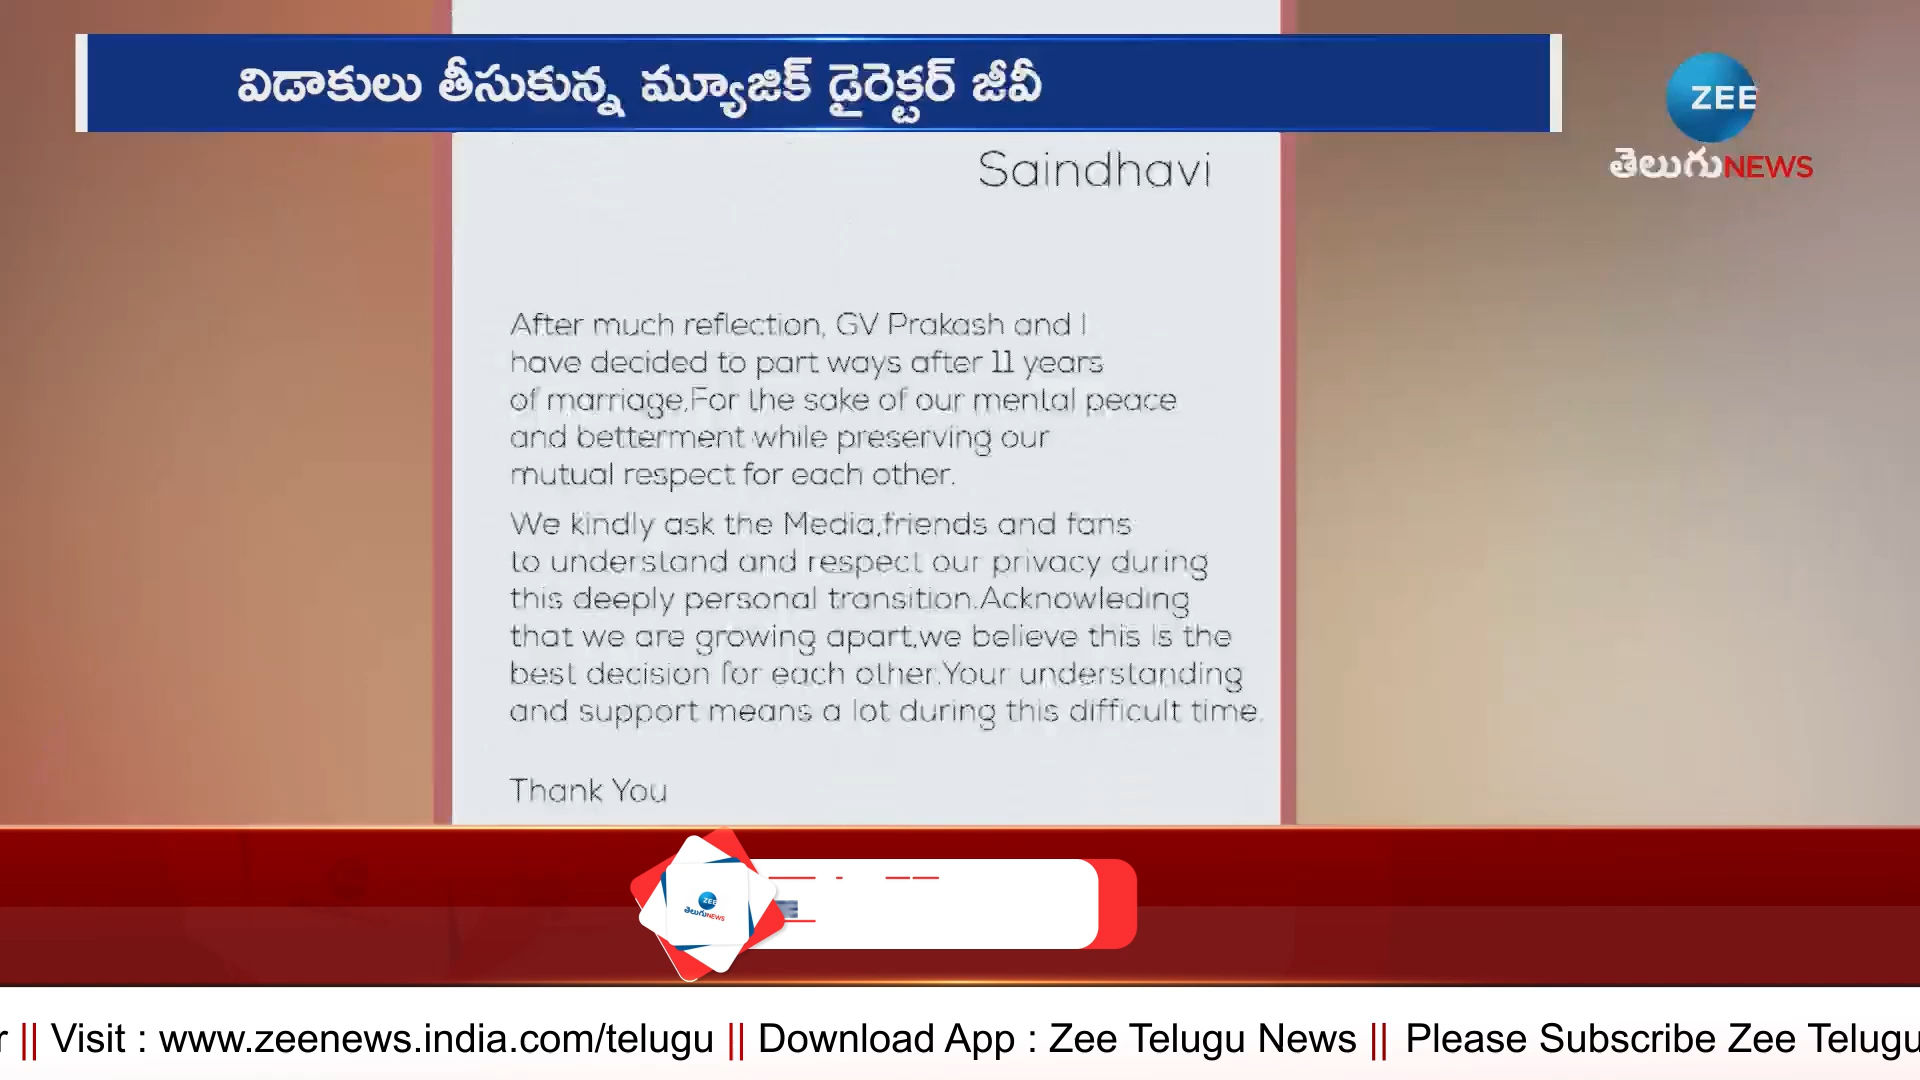 విడాకులు తీసుకున్న మ్యూజిక్ డైరెక్టర్ జీవీ
ZEE
తెలుగు NEWS
Saindhavi
After much reflection, GV Prakash and I
have decided to part ways after 11 years
of marriage.For the sake of our mental peace
and betterment while preserving our
mutual respect for each other.
We kindly ask the Media,friends and fans
to understand and respect our privacy during
this deeply personal transition.Acknowleding
that we are growing apart,we believe this is the
best decision for each other.Your understanding
and support means a lot during this difficult time.
Thank You
ZEE
తెలుగు NEWS
|| Visit : www.zeenews.india.com/telugu || Download App : Zee Telugu News || Please Subscribe Zee Telugu